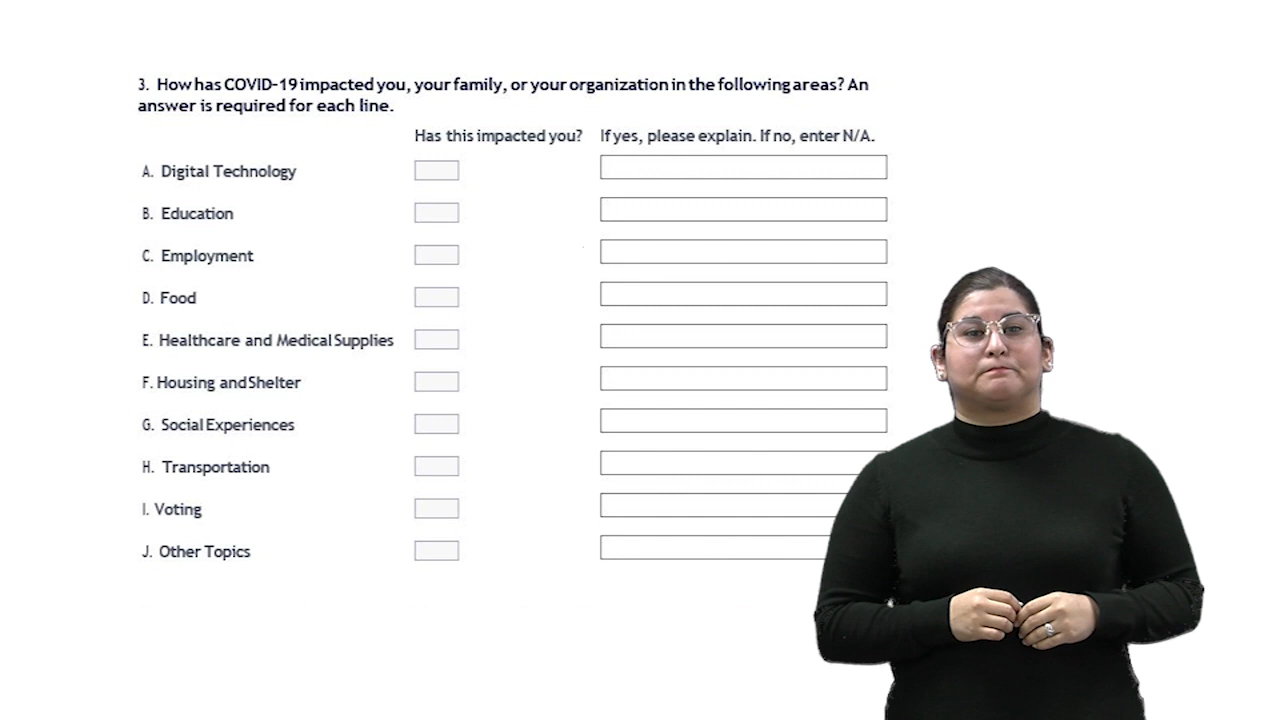 3. How has COVID-19 impacted you, your family, or your organization in the following areas? An
answer is required for each line.
Has this impacted you? If yes, please explain. If no, enter N/A.
A. Digital Technology
B. Education
C. Employment
D. Food
E. Healthcare and Medical Supplies
F. Housing and Shelter
G. Social Experiences
H. Transportation
I. Voting
J. Other Topics